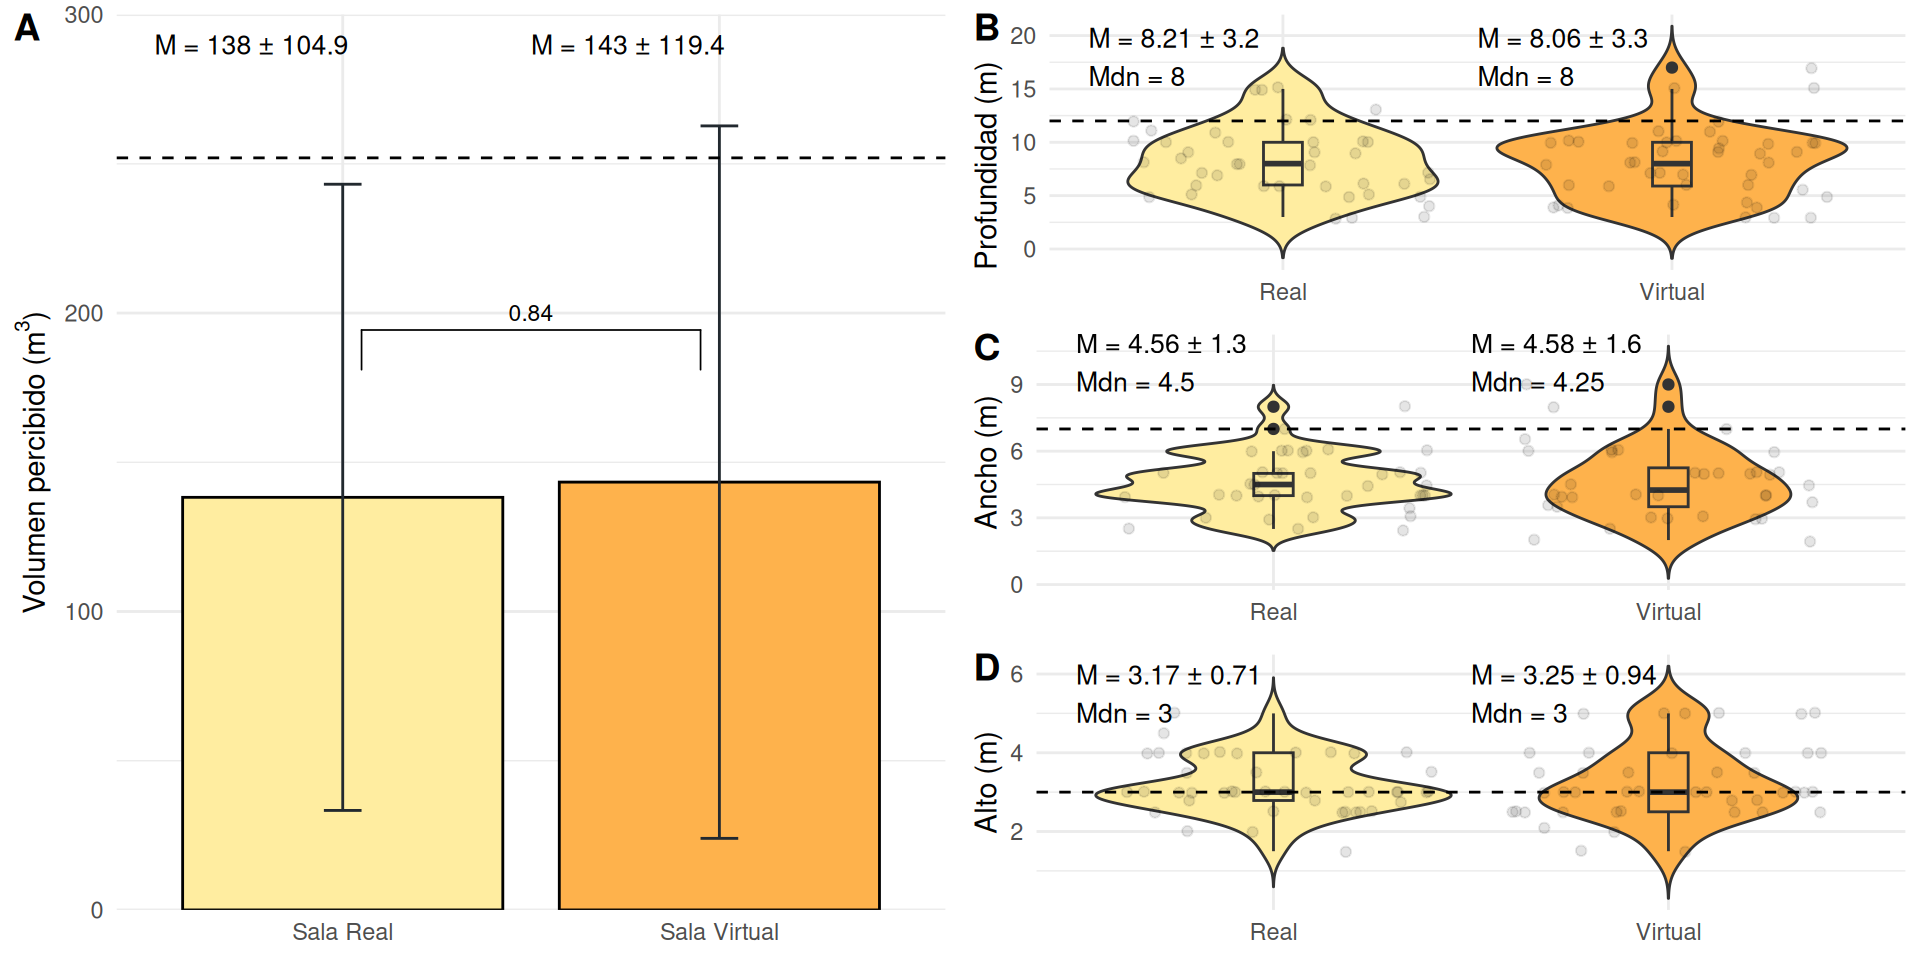 A
Volumen percibido (m³)
300
200
100
0
M = 138 ± 104.9
M = 143 ± 119.4
0.84
Sala Real
Sala Virtual
B
Profundidad (m)
20
15
10
5
0
M = 8.21 ± 3.2
Mdn = 8
M = 8.06 ± 3.3
Mdn = 8
Real
Virtual
C
Ancho (m)
9
6
3
0
M = 4.56 ± 1.3
Mdn = 4.5
M = 4.58 ± 1.6
Mdn = 4.25
Real
Virtual
D
Alto (m)
6
4
2
M = 3.17 ± 0.71
Mdn = 3
M = 3.25 ± 0.94
Mdn = 3
Real
Virtual